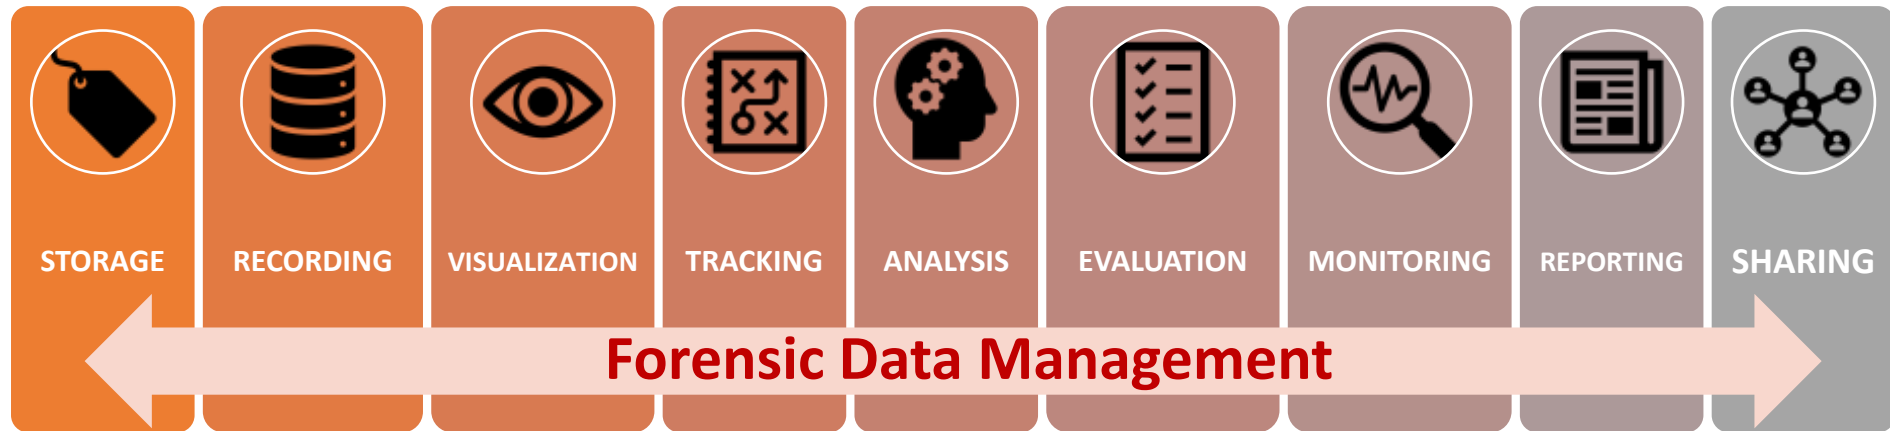 STORAGE
RECORDING
VISUALIZATION
TRACKING
ANALYSIS
EVALUATION
MONITORING
REPORTING
SHARING
Forensic Data Management